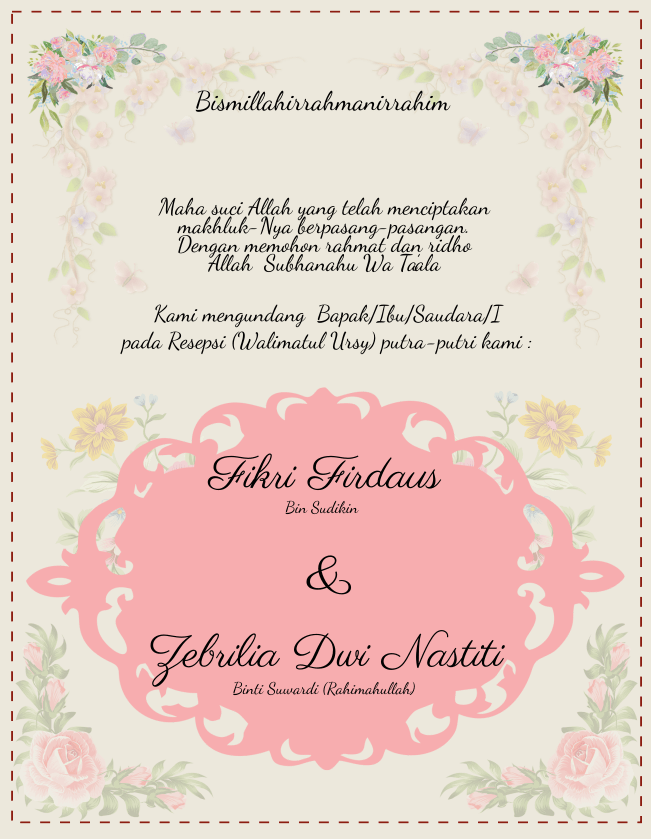 Bismillahirrahmanirrahim
Maha suci Allah yang telah menciptakan
makhluk-Nya berpasang-pasangan.
Dengan memohon rahmat dan ridho
Allah Subhanahu Wa Ta'ala
Kami mengundang Bapak/Ibu/Saudara/I
pada Resepsi (Walimatul Ursy) putra-putri kami :
Fikri Firdaus
Bin Sudikin
&
Zebrilia Dwi Nastiti
Binti Suwardi (Rahimahullah)